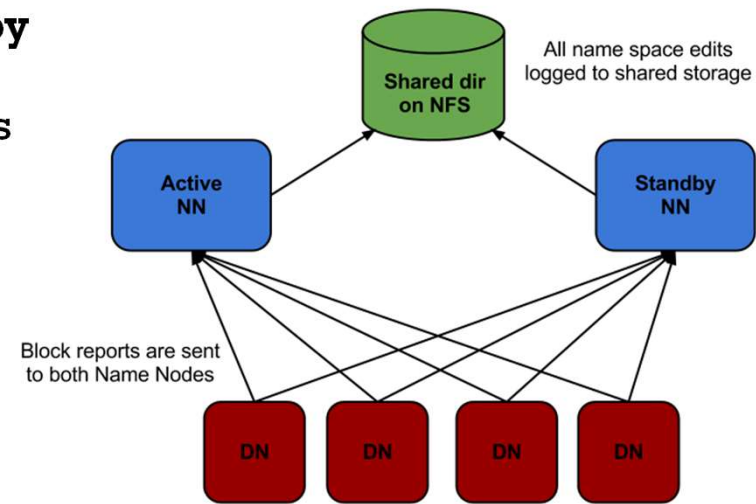 by
s
All name space edits
logged to shared storage
Shared dir
on NFS
Active
NN
Standby
NN
Block reports are sent
to both Name Nodes
DN
DN
DN
DN